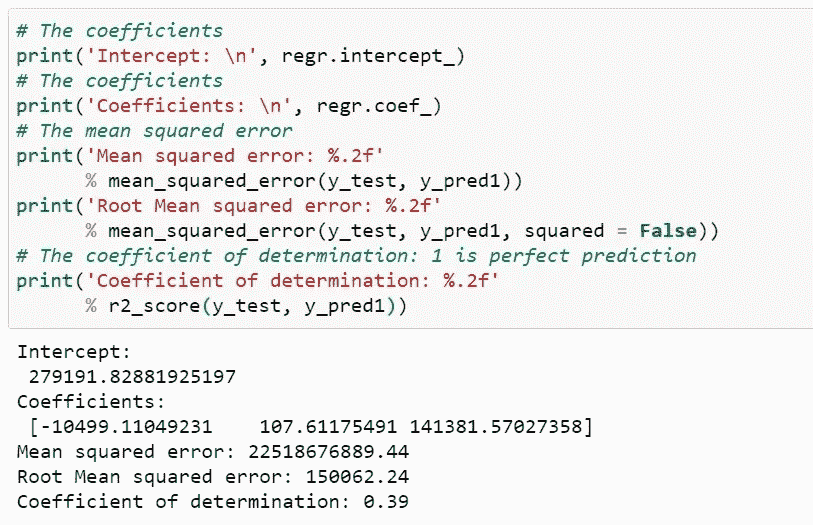 # The coefficients
print('Intercept: \n', regr.intercept_)
# The coefficients
print('Coefficients: \n', regr.coef_)
# The mean squared error
print('Mean squared error: %.2f'
      % mean_squared_error(y_test, y_pred1))
print('Root Mean squared error: %.2f'
      % mean_squared_error(y_test, y_pred1, squared = False))
# The coefficient of determination: 1 is perfect prediction
print('Coefficient of determination: %.2f'
      % r2_score(y_test, y_pred1))
Intercept:
 279191.82881925197
Coefficients:
 [-10499.11049231    107.61175491 141381.57027358]
Mean squared error: 22518676889.44
Root Mean squared error: 150062.24
Coefficient of determination: 0.39